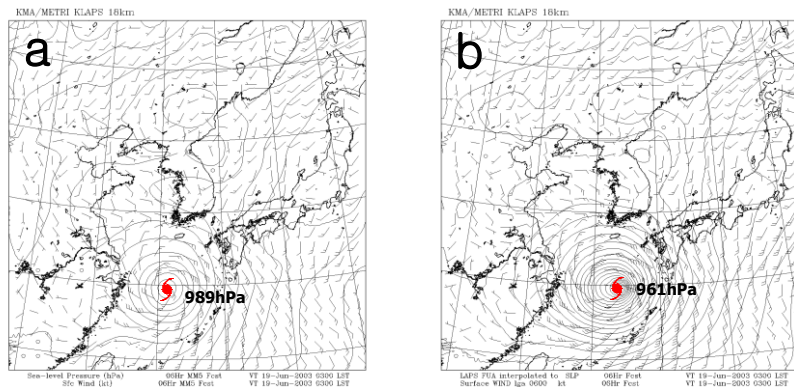 KMA/METRI KLAPS 18km
a
989hPa
Sea-level Pressure (hPa) 06Hr MM5 Fcst VT 19-Jun-2003 0300 LST
Sfc Wind (kt) 06Hr MM5 Fcst VT 19-Jun-2003 0300 LST
KMA/METRI KLAPS 18km
b
961hPa
LAPS FUA interpolated to SLP 06Hr Fcst VT 19-Jun-2003 0300 LST
Surface WIND lga 0600 kt 06Hr Fcst VT 19-Jun-2003 0300 LST